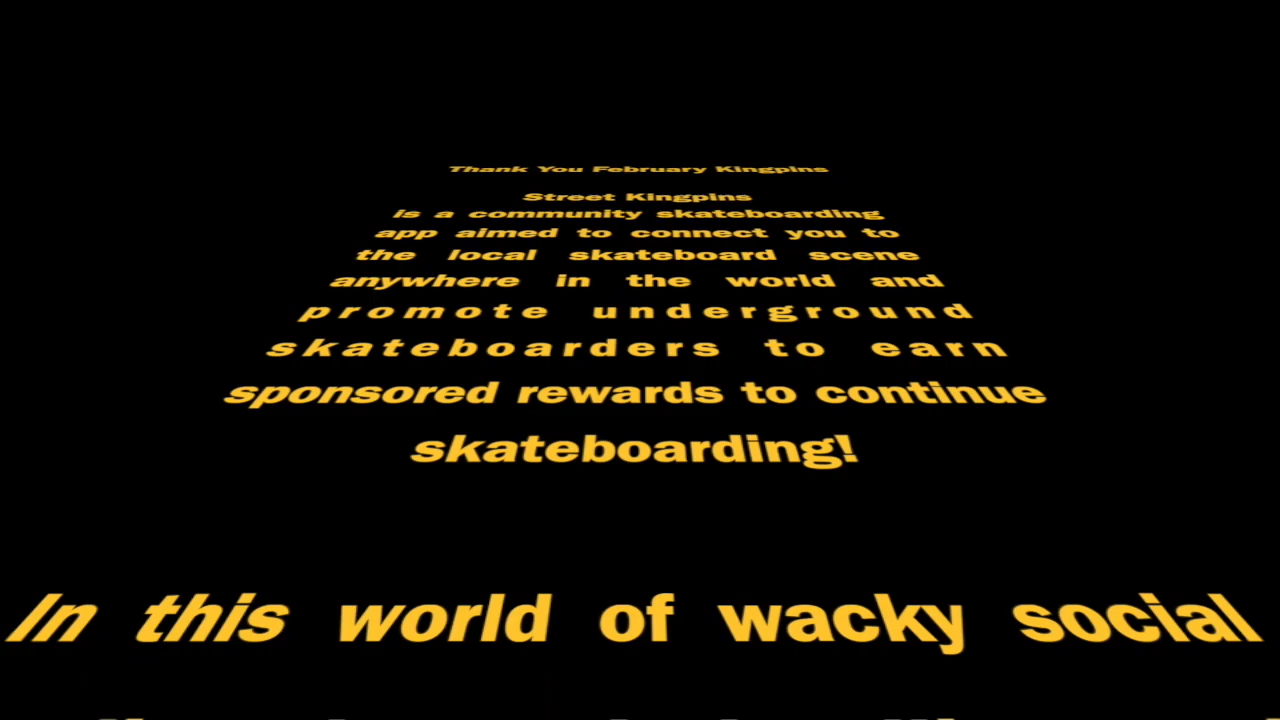 Thank You February Kingpins
Street Kingpins
is a community skateboarding
app aimed to connect you to
the local skateboard scene
anywhere in the world and
promote underground
skateboarders to earn
sponsored rewards to continue
skateboarding!
In this world of wacky social